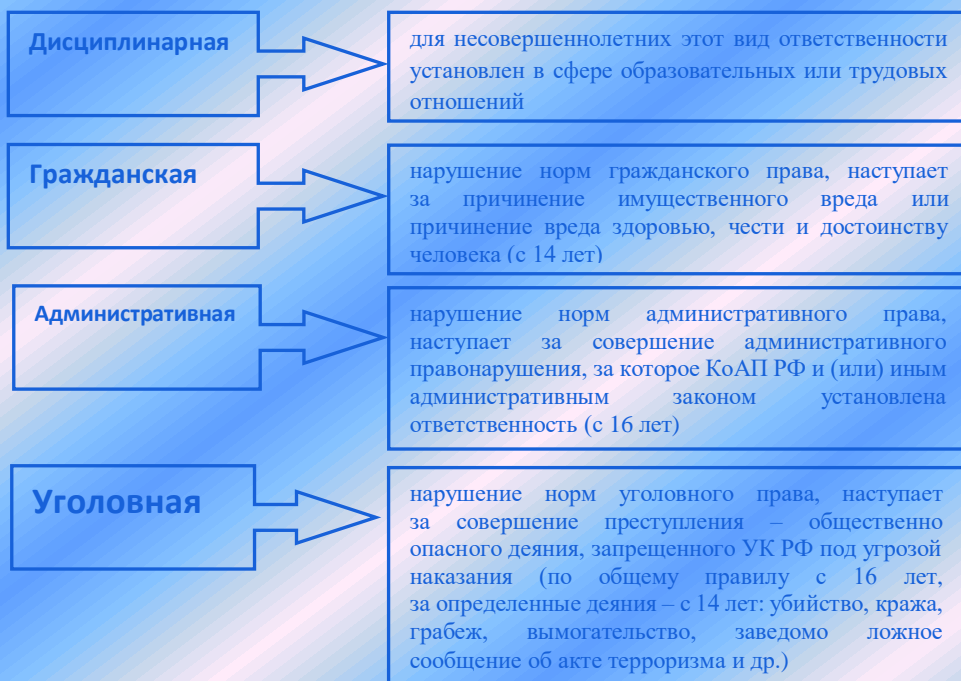 Дисциплинарная
для несовершеннолетних этот вид ответственности
установлен в сфере образовательных или трудовых
отношений
Гражданская
нарушение норм гражданского права, наступает
за причинение имущественного вреда или
причинение вреда здоровью, чести и достоинству
человека (с 14 лет)
Административная
нарушение норм административного права,
наступает за совершение административного
правонарушения, за которое КоАП РФ и (или) иным
административным законом установлена
ответственность (с 16 лет)
Уголовная
нарушение норм уголовного права, наступает
за совершение преступления – общественно
опасного деяния, запрещенного УК РФ под угрозой
наказания (по общему правилу с 16 лет,
за определенные деяния – с 14 лет: убийство, кража,
грабеж, вымогательство, заведомо ложное
сообщение об акте терроризма и др.)